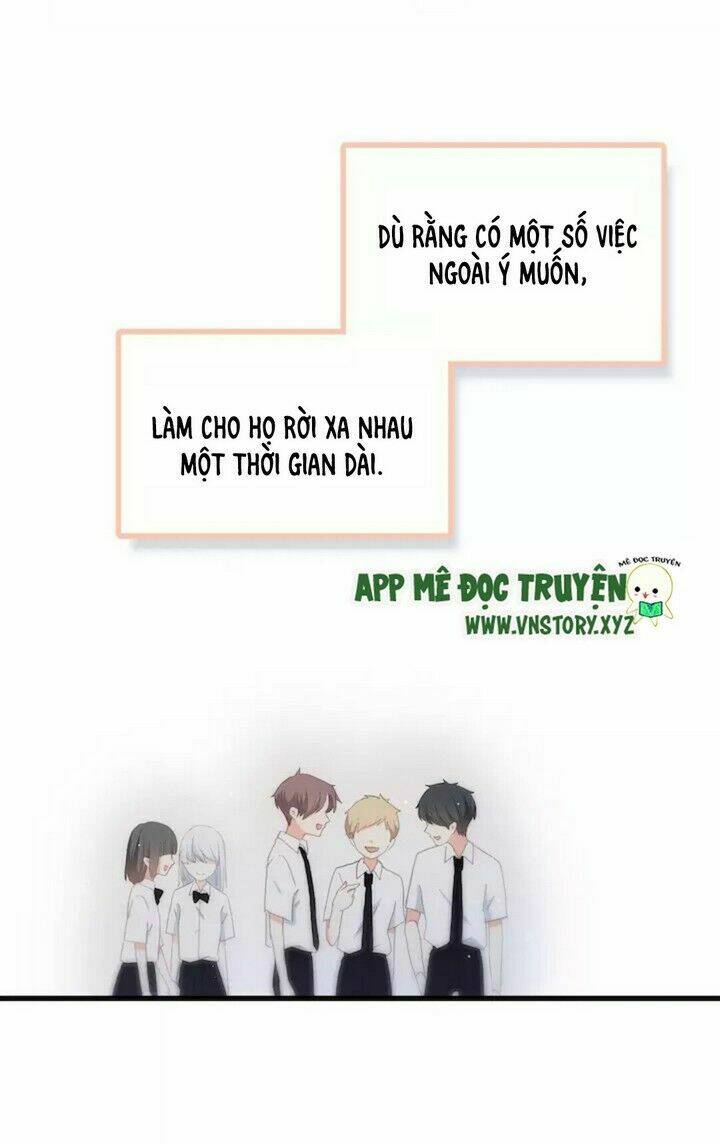 DÙ RẰNG CÓ MỘT SỐ VIỆC
NGOÀI Ý MUỐN,
LÀM CHO HỌ RỜI XA NHAU
MỘT THỜI GIAN DÀI.
MÊ ĐỌC TRUYỆN
APP MÊ ĐỌC TRUYỆN
WWW.VNSTORY.XYZ